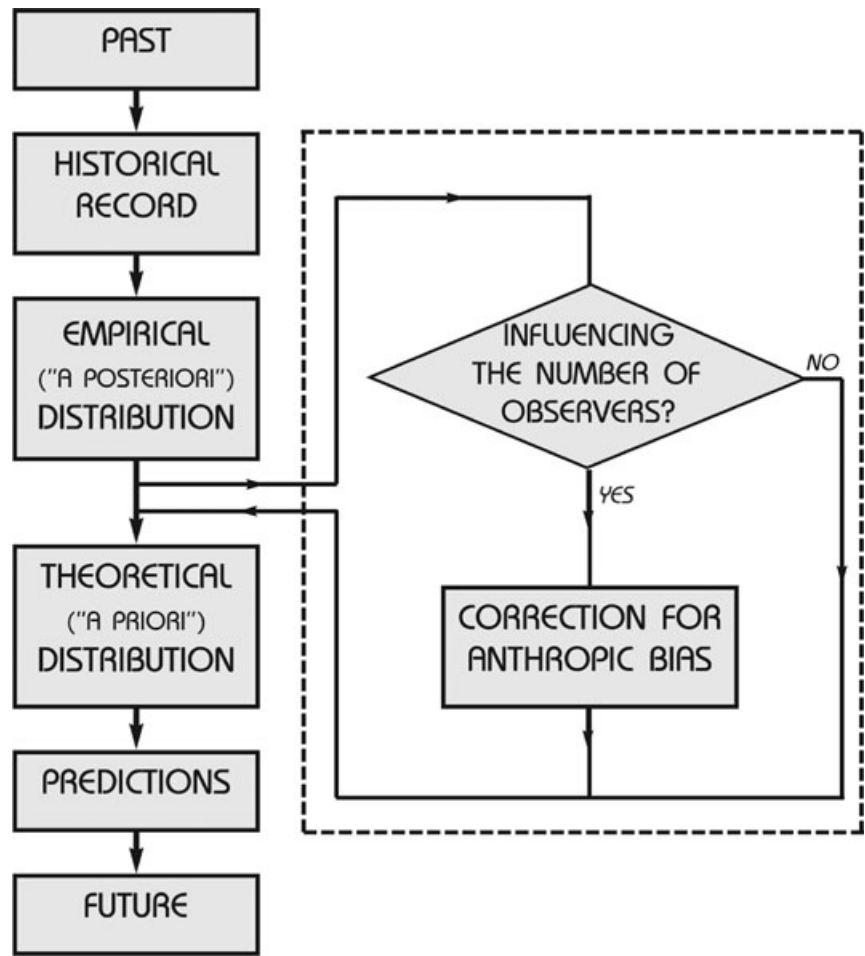 PAST
HISTORICAL
RECORD
EMPIRICAL
("A POSTERIORI")
DISTRIBUTION
THEORETICAL
("A PRIORI")
DISTRIBUTION
PREDICTIONS
FUTURE
INFLUENCING
THE NUMBER OF
OBSERVERS?
NO
YES
CORRECTION FOR
ANTHROPIC BIAS